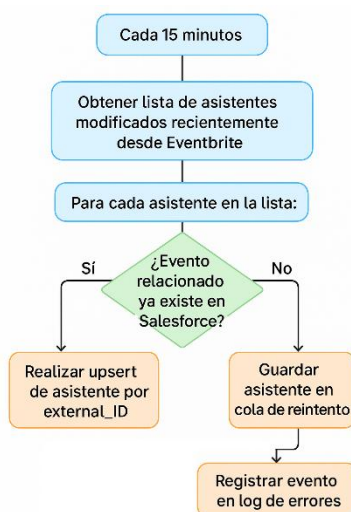 Cada 15 minutos
Obtener lista de asistentes
modificados recientemente
desde Eventbrite
Para cada asistente en la lista:
¿Evento
relacionado
ya existe en
Salesforce?
Sí
No
Realizar upsert
de asistente por
external_ID
Guardar
asistente en
cola de reintento
Registrar evento
en log de errores